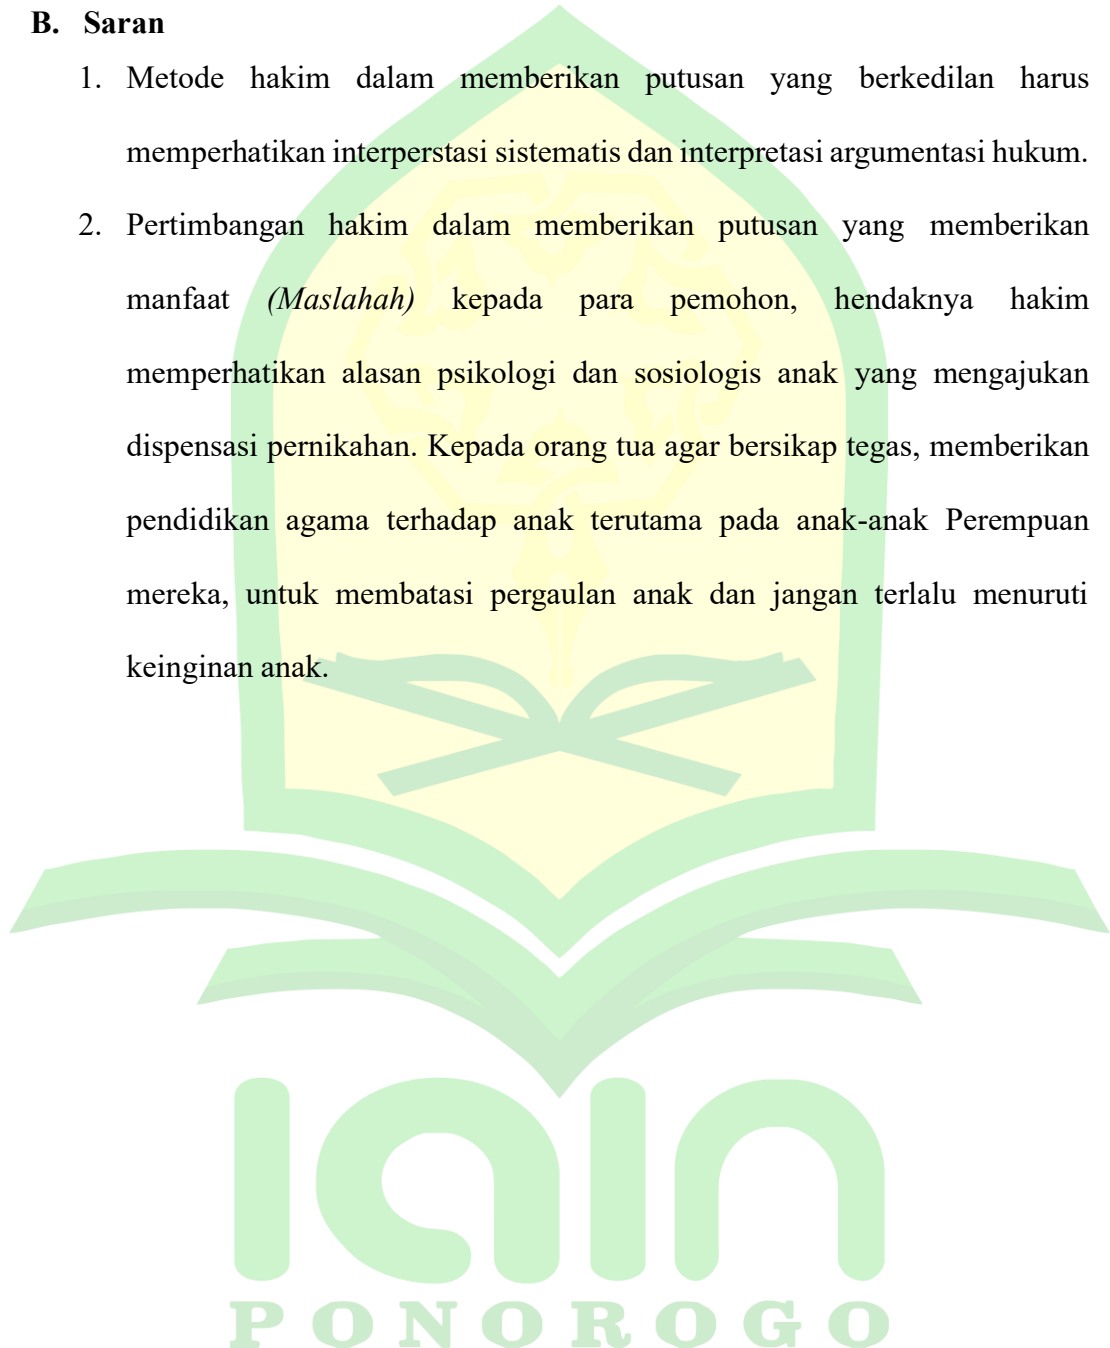 B. Saran
1. Metode hakim dalam memberikan putusan yang berkedilan harus
memperhatikan interperstasi sistematis dan interpretasi argumentasi hukum.
2. Pertimbangan hakim dalam memberikan putusan yang memberikan
manfaat (Maslahah) kepada para pemohon, hendaknya hakim
memperhatikan alasan psikologi dan sosiologis anak yang mengajukan
dispensasi pernikahan. Kepada orang tua agar bersikap tegas, memberikan
pendidikan agama terhadap anak terutama pada anak-anak Perempuan
mereka, untuk membatasi pergaulan anak dan jangan terlalu menuruti
keinginan anak.
iain
PONOROGO